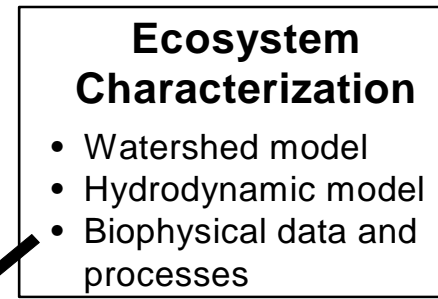 Ecosystem
Characterization
• Watershed model
• Hydrodynamic model
• Biophysical data and
processes